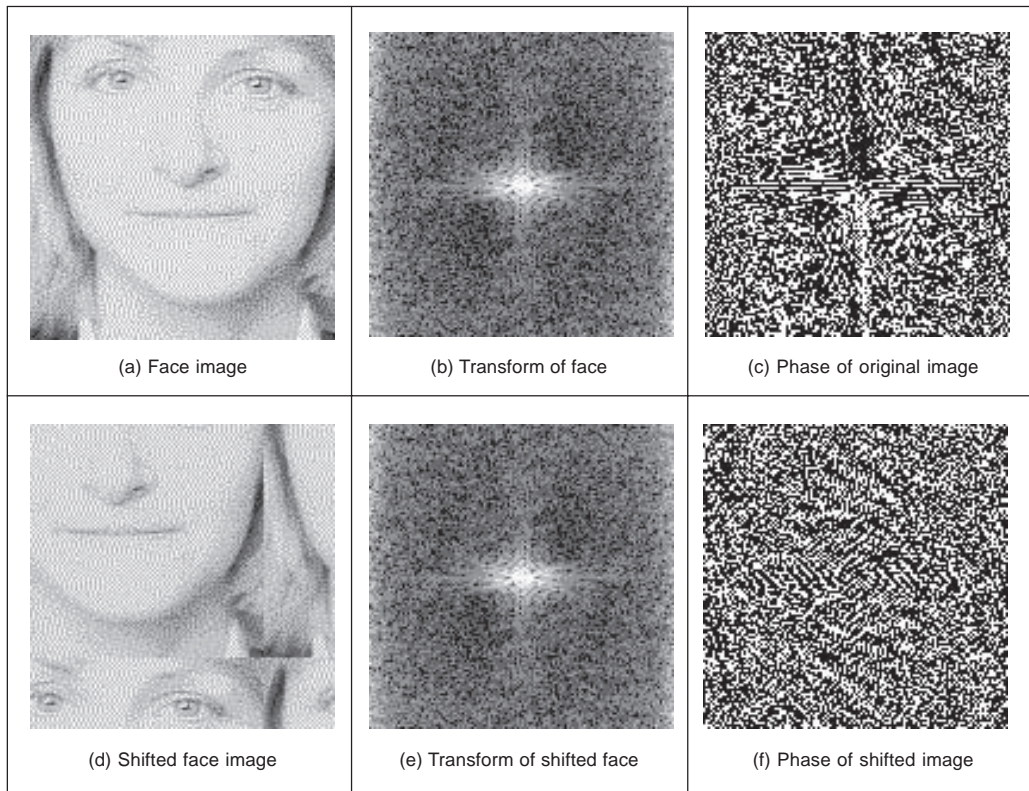 (a) Face image
(b) Transform of face
(c) Phase of original image
(d) Shifted face image
(e) Transform of shifted face
(f) Phase of shifted image